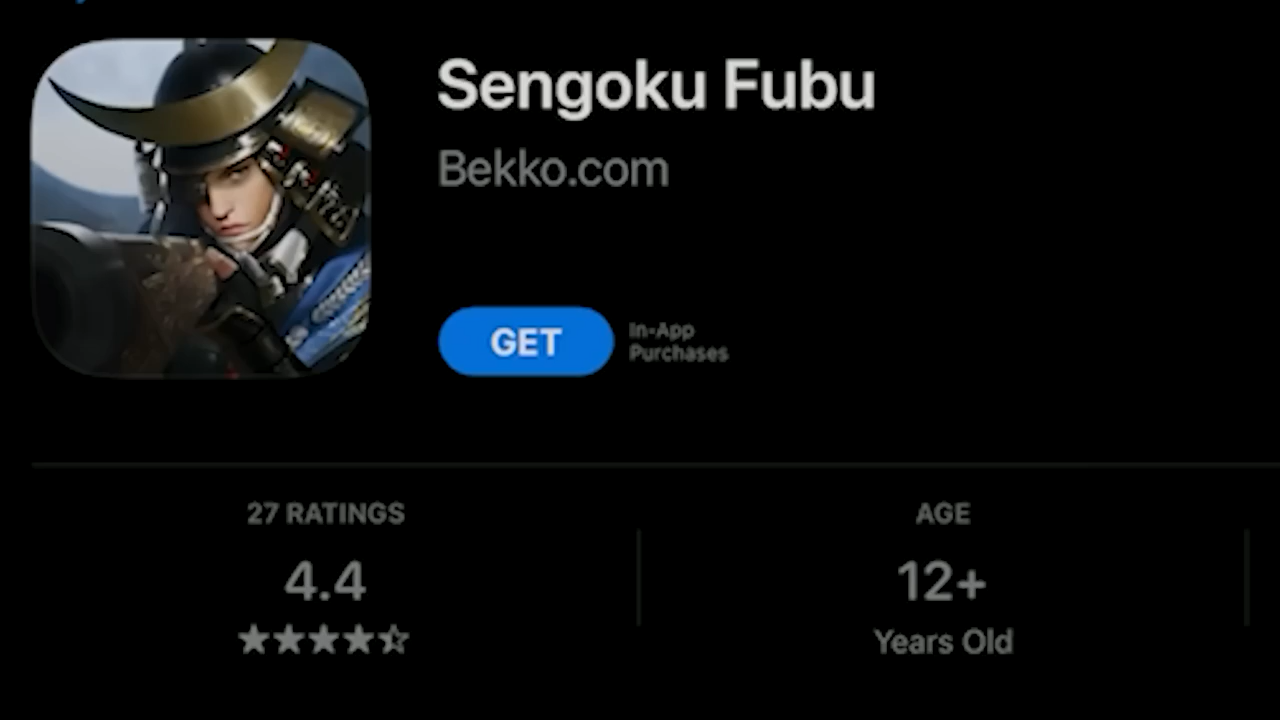 Sengoku Fubu
Bekko.com
GET
In-App
Purchases
27 RATINGS
4.4
AGE
12+
Years Old